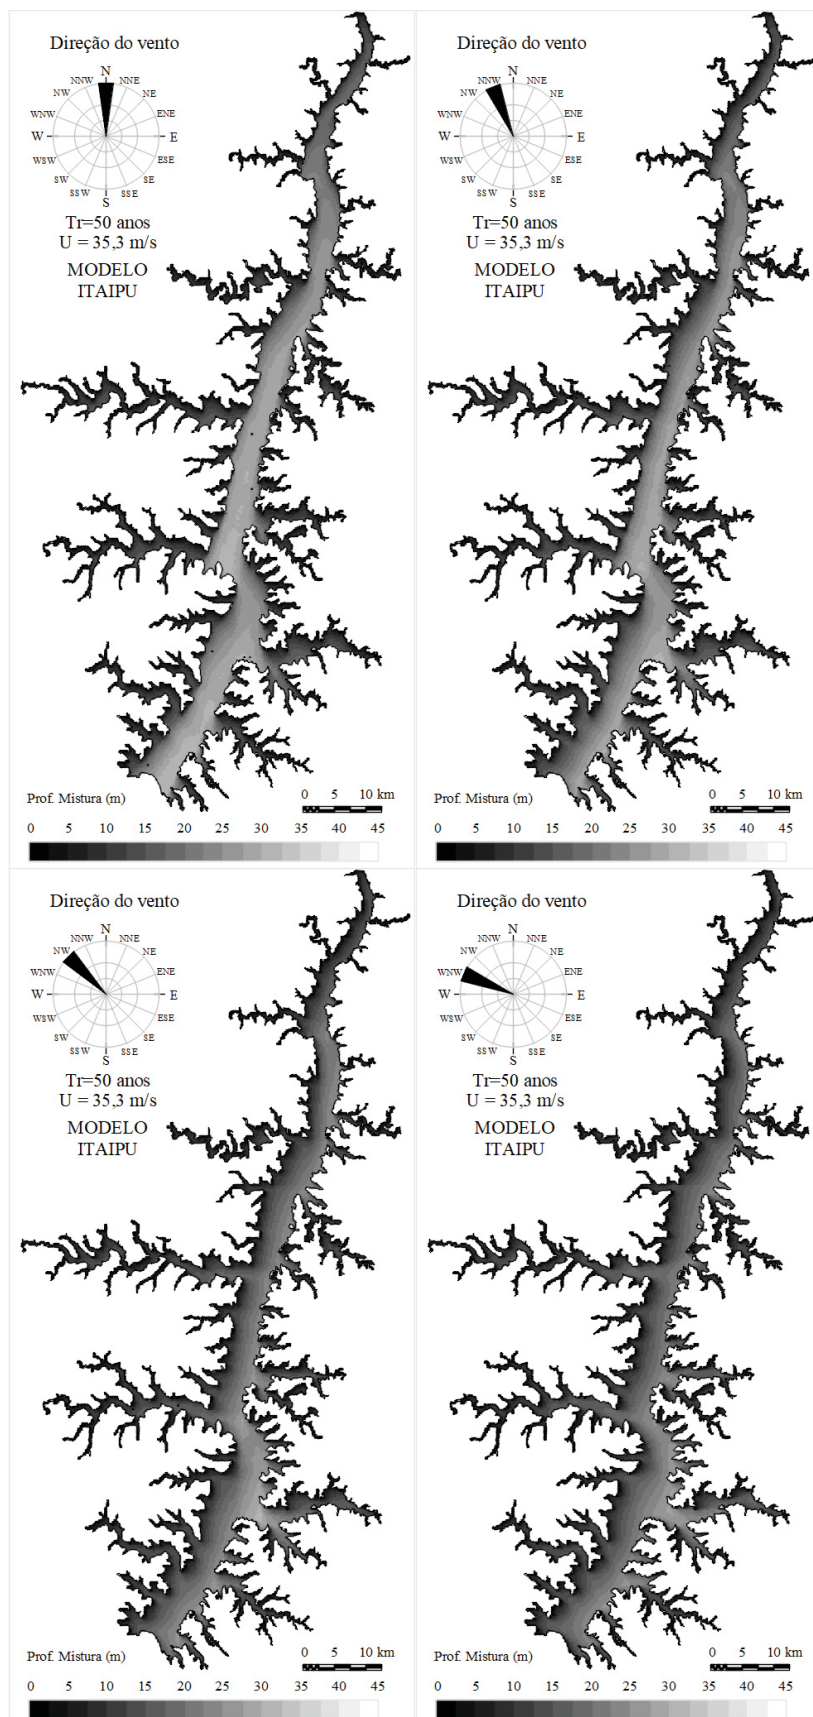 Direção do vento
N
NNW NNE
NW NE
WNW ENE
W E
WSW ESE
SW SE
SSW SSE
S
Tr=50 anos
U = 35,3 m/s
MODELO
ITAIPU
Prof. Mistura (m)
0 5 10 km
0 5 10 15 20 25 30 35 40 45
Direção do vento
N
NNW NNE
NW NE
WNW ENE
W E
WSW ESE
SW SE
SSW SSE
S
Tr=50 anos
U = 35,3 m/s
MODELO
ITAIPU
Prof. Mistura (m)
0 5 10 km
0 5 10 15 20 25 30 35 40 45
Direção do vento
N
NNW NNE
NW NE
WNW ENE
W E
WSW ESE
SW SE
SSW SSE
S
Tr=50 anos
U = 35,3 m/s
MODELO
ITAIPU
Prof. Mistura (m)
0 5 10 km
0 5 10 15 20 25 30 35 40 45
Direção do vento
N
NNW NNE
NW NE
WNW ENE
W E
WSW ESE
SW SE
SSW SSE
S
Tr=50 anos
U = 35,3 m/s
MODELO
ITAIPU
Prof. Mistura (m)
0 5 10 km
0 5 10 15 20 25 30 35 40 45